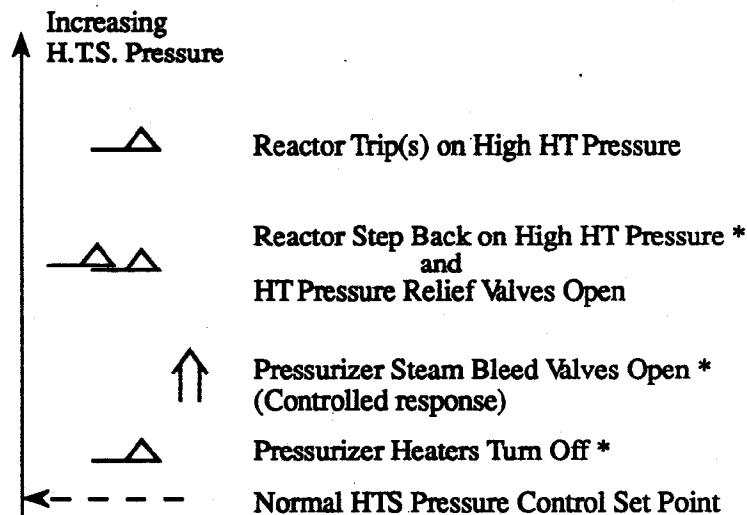 Increasing
H.T.S. Pressure
Reactor Trip(s) on High HT Pressure
Reactor Step Back on High HT Pressure *
and
HT Pressure Relief Valves Open
Pressurizer Steam Bleed Valves Open *
(Controlled response)
Pressurizer Heaters Turn Off *
Normal HTS Pressure Control Set Point